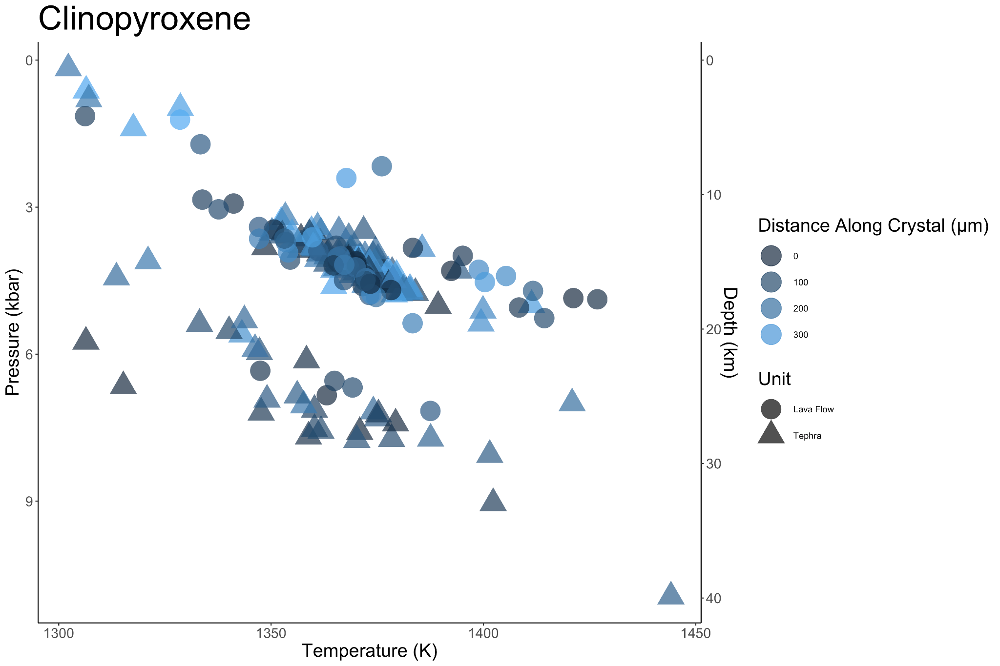 Clinopyroxene
Pressure (kbar)
0
3
6
9
1300
1350
1400
1450
Temperature (K)
0
10
20
30
40
Depth (km)
Distance Along Crystal (μm)
0
100
200
300
Unit
Lava Flow
Tephra